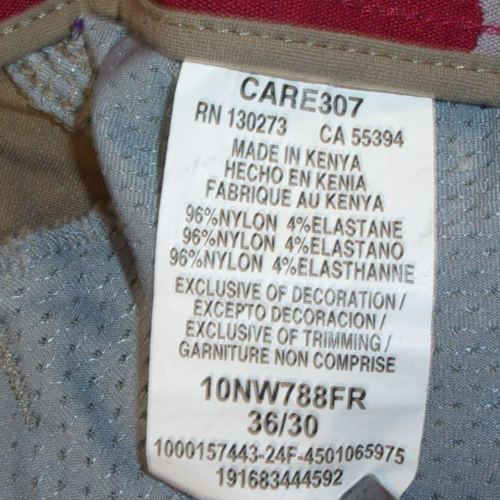 CARE307
RN 130273 CA 55394
MADE IN KENYA
HECHO EN KENIA
FABRIQUE AU KENYA
96%NYLON 4%ELASTANE
96%NYLON 4%ELASTANO
96%NYLON 4%ELASTHANNE
EXCLUSIVE OF DECORATION /
EXCEPTO DECORACION /
EXCLUSIVE OF TRIMMING /
GARNITURE NON COMPRISE
10NW788FR
36/30
1000157443-24F-4501065975
191683444592